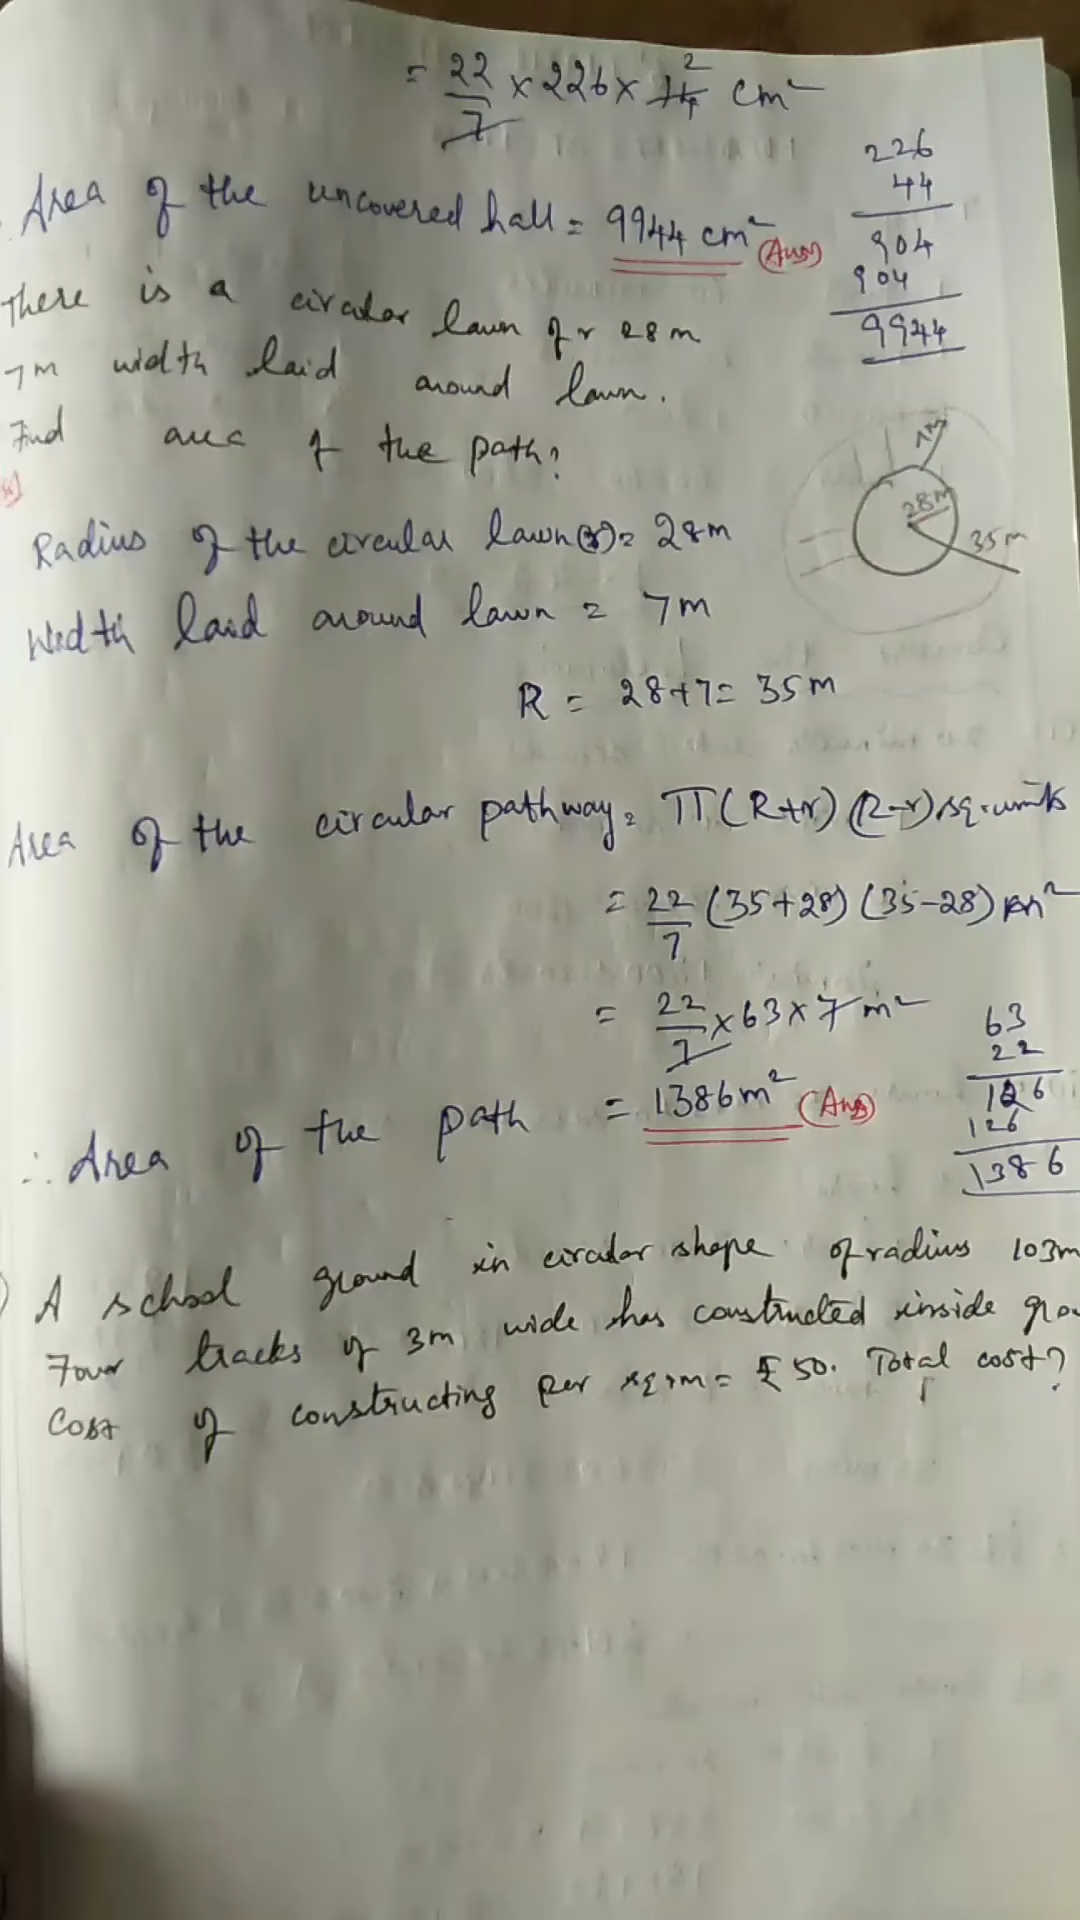 = 22/7 × 226 × 14 2 cm²
226
44
904
904
9944
Area of the uncovered hall = 9944 cm² (Ans)
There is a circular lawn of r 28 m
7m width laid around lawn.
Find area of the path?
28m
35m
Radius of the circular lawn (r) = 28m
Width laid around lawn = 7m
R = 28+7 = 35m
Area of the circular pathway = π(R+r) (R-r) sq.units
= 22/7 (35+28) (35-28) m²
= 22/7 × 63 × 7 m²
63
22
126
126
1386
∴ Area of the path = 1386m² (Ans)
A school ground in circular shape of radius 103m
Four tracks of 3m wide has constructed inside
Cost of constructing per sq.m = ₹ 50. Total cost?